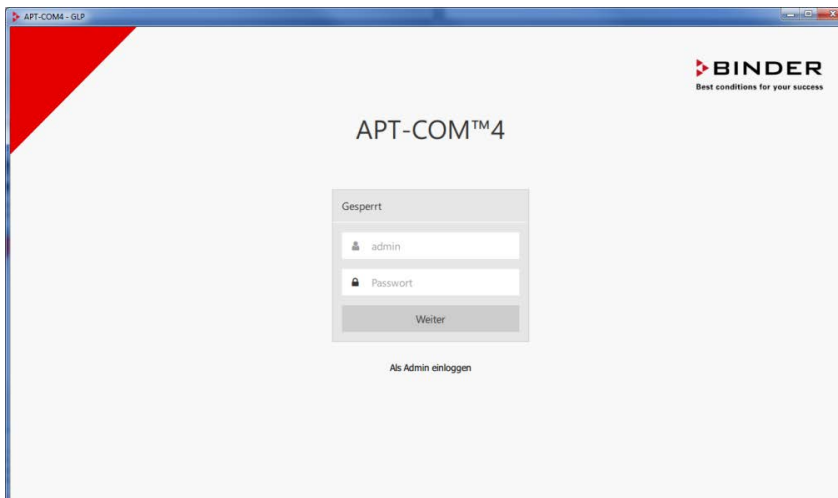 APT-COM4 - GLP
BINDER
Best conditions for your success
APT-COM™4
Gesperrt
admin
Passwort
Weiter
Als Admin einloggen